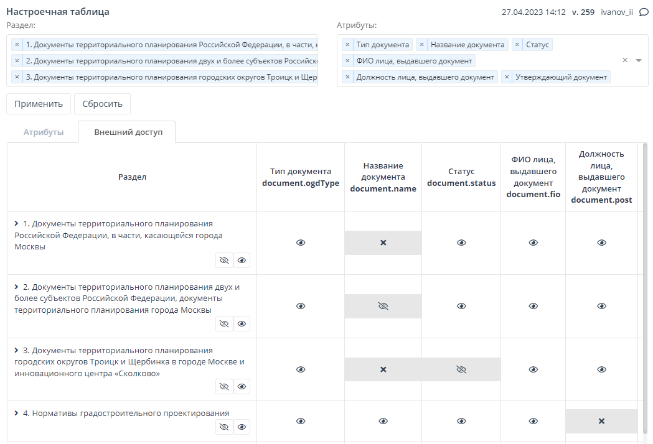 Настроечная таблица
27.04.2023 14:12 v. 259 ivanov_ii
Раздел:
Атрибуты:
× 1. Документы территориального планирования Российской Федерации, в части,
× 2. Документы территориального планирования двух и более субъектов Российск
× 3. Документы территориального планирования городских округов Троицк и Щер
× Тип документа × Название документа × Статус
× ФИО лица, выдавшего документ
× Должность лица, выдавшего документ × Утверждающий документ
×
Применить Сбросить
Атрибуты Внешний доступ
Раздел
Тип документа
document.ogdType
Название
документа
document.name
Статус
document.status
ФИО лица,
выдавшего
документ
document.fio
Должность
лица,
выдавшего
документ
document.post
1. Документы территориального планирования
Российской Федерации, в части, касающейся города
Москвы
2. Документы территориального планирования двух и
более субъектов Российской Федерации, документы
территориального планирования города Москвы
3. Документы территориального планирования
городских округов Троицк и Щербинка в городе Москве и
инновационного центра «Сколково»
4. Нормативы градостроительного проектирования